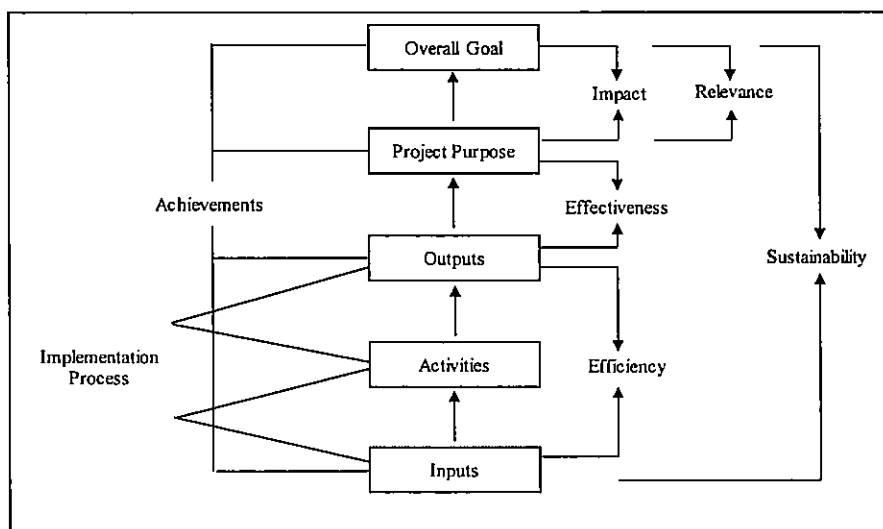 Overall Goal
Impact
Relevance
Project Purpose
Achievements
Effectiveness
Outputs
Sustainability
Implementation
Process
Activities
Efficiency
Inputs